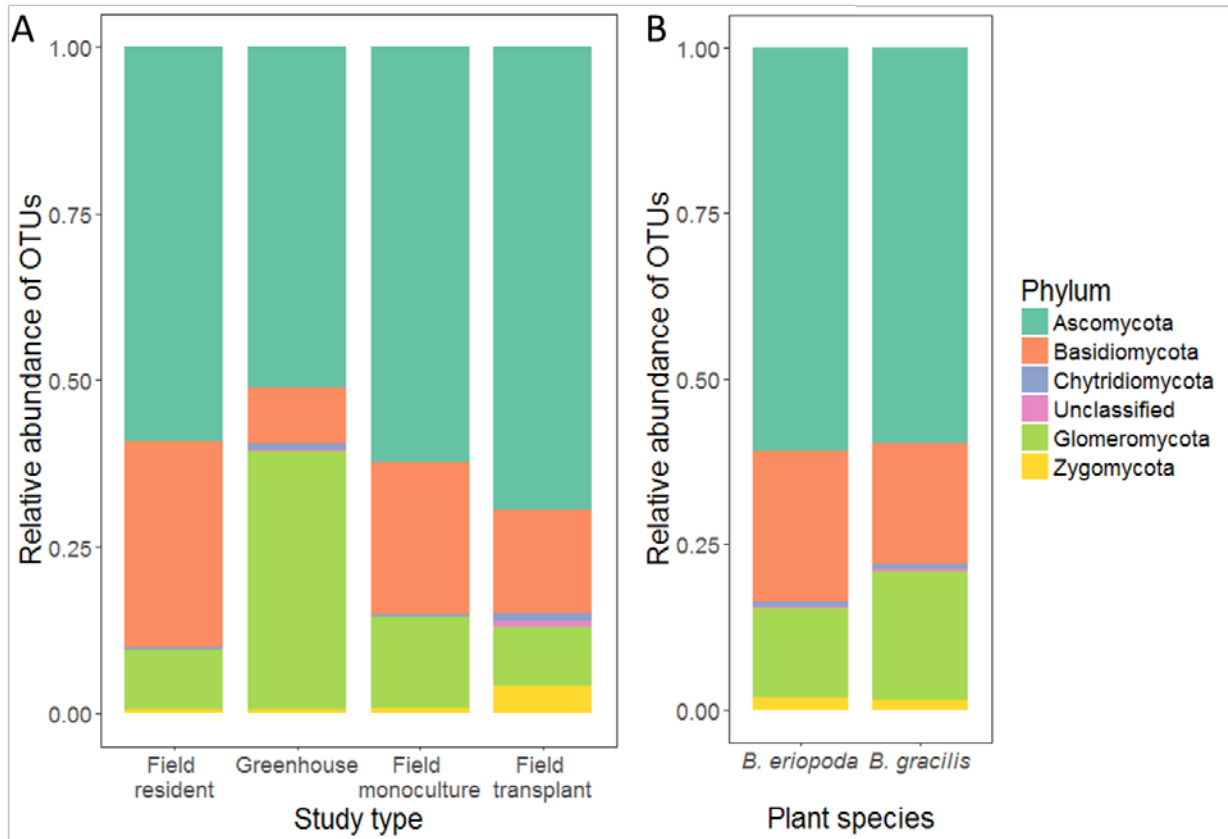 A
Relative abundance of OTUs
1.00
0.75
0.50
0.25
0.00
Field
resident
Greenhouse
Field
monoculture
Field
transplant
Study type
B
Relative abundance of OTUs
1.00
0.75
0.50
0.25
0.00
B. eriopoda
B. gracilis
Plant species
Phylum
Ascomycota
Basidiomycota
Chytridiomycota
Unclassified
Glomeromycota
Zygomycota